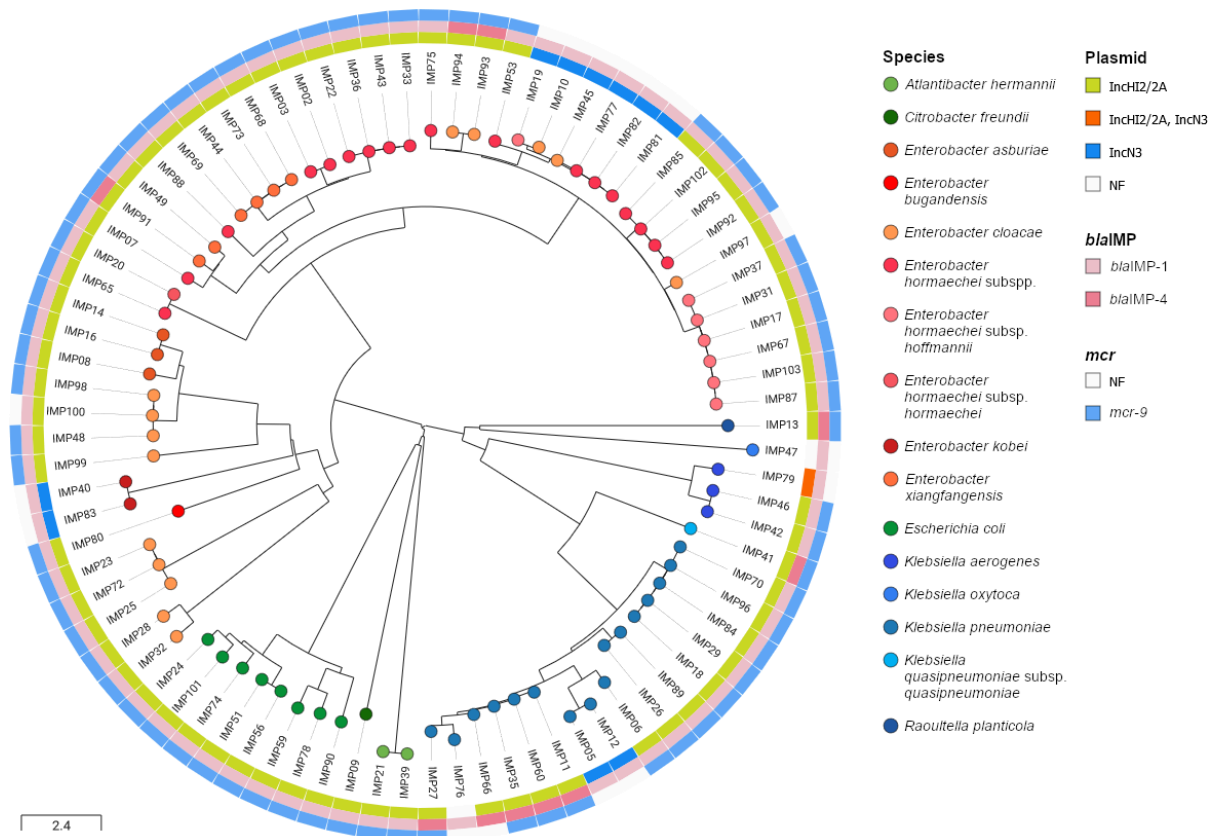 IMP75
IMP94
IMP93
IMP53
IMP19
IMP10
IMP45
IMP77
IMP82
IMP81
IMP85
IMP102
IMP95
IMP92
IMP97
IMP37
IMP31
IMP17
IMP67
IMP103
IMP87
IMP13
IMP47
IMP79
IMP46
IMP42
IMP41
IMP70
IMP96
IMP84
IMP29
IMP18
IMP89
IMP26
IMP06
IMP12
IMP05
IMP11
IMP60
IMP35
IMP66
IMP76
IMP27
IMP39
IMP21
IMP09
IMP90
IMP78
IMP59
IMP56
IMP51
IMP74
IMP101
IMP24
IMP32
IMP28
IMP25
IMP72
IMP23
IMP80
IMP83
IMP40
IMP99
IMP48
IMP100
IMP98
IMP08
IMP16
IMP14
IMP65
IMP20
IMP07
IMP91
IMP49
IMP88
IMP69
IMP44
IMP73
IMP68
IMP03
IMP02
IMP22
IMP36
IMP43
IMP33
2.4
Species
Atlantibacter hermannii
Citrobacter freundii
Enterobacter asburiae
Enterobacter
bugandensis
Enterobacter cloacae
Enterobacter
hormaechei subspp.
Enterobacter
hormaechei subsp.
hoffmannii
Enterobacter
hormaechei subsp.
hormaechei
Enterobacter kobei
Enterobacter
xiangfangensis
Escherichia coli
Klebsiella aerogenes
Klebsiella oxytoca
Klebsiella pneumoniae
Klebsiella
quasipneumoniae subsp.
quasipneumoniae
Raoultella planticola
Plasmid
IncHI2/2A
IncHI2/2A, IncN3
IncN3
NF
blaIMP
blaIMP-1
blaIMP-4
mcr
NF
mcr-9